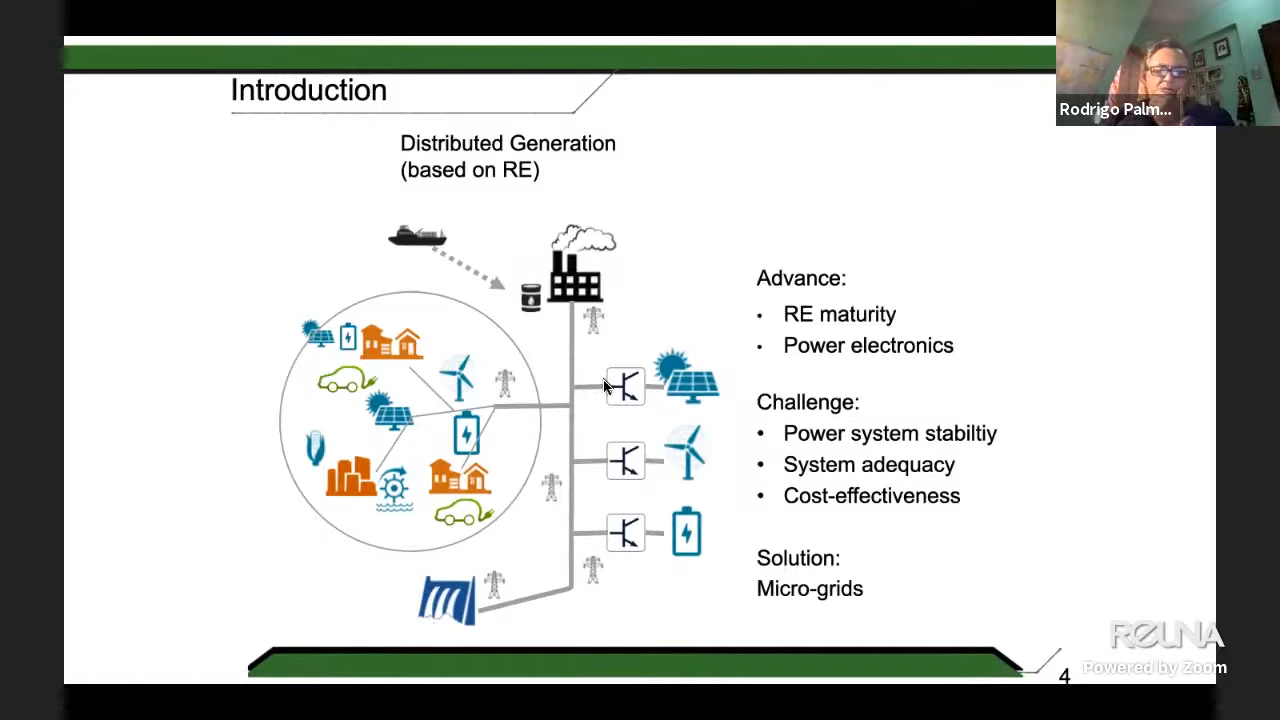 Introduction
Rodrigo Palm...
Distributed Generation
(based on RE)
Advance:
• RE maturity
• Power electronics
Challenge:
• Power system stabiltiy
• System adequacy
• Cost-effectiveness
Solution:
Micro-grids
REUNA
Powered by Zoom
4